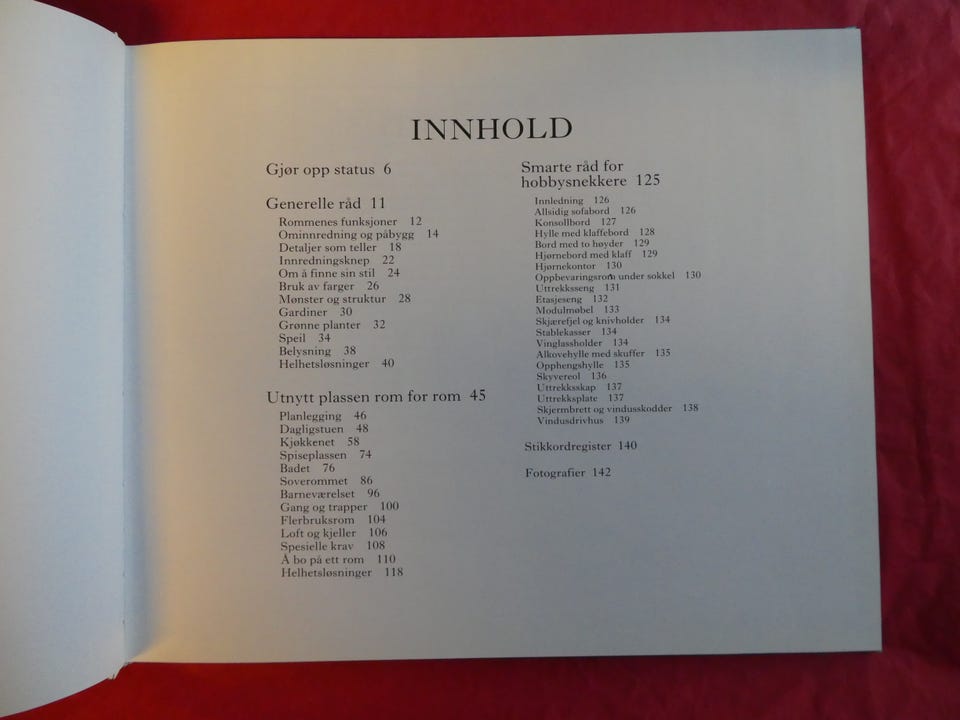 INNHOLD
Gjør opp status 6
Generelle råd 11
Rommenes funksjoner 12
Ominnredning og påbygg 14
Detaljer som teller 18
Innredningsknep 22
Om å finne sin stil 24
Bruk av farger 26
Mønster og struktur 28
Gardiner 30
Grønne planter 32
Speil 34
Belysning 38
Helhetsløsninger 40
Utnytt plassen rom for rom 45
Planlegging 46
Dagligstuen 48
Kjøkkenet 58
Spiseplassen 74
Badet 76
Soverommet 86
Barneværelset 96
Gang og trapper 100
Flerbruksrom 104
Loft og kjeller 106
Spesielle krav 108
Å bo på ett rom 110
Helhetsløsninger 118
Smarte råd for
hobbysnekkere 125
Innledning 126
Allsidig sofabord 126
Konsollbord 127
Hylle med klaffebord 128
Bord med to høyder 129
Hjørnebord med klaff 129
Hjørnekontor 130
Oppbevaringsrom under sokkel 130
Uttrekksseng 131
Etasjeseng 132
Modulmøbel 133
Skjærefjel og knivholder 134
Stablekasser 134
Vinglassholder 134
Alkovehylle med skuffer 135
Opphengshylle 135
Skyvereol 136
Uttrekksskap 137
Uttrekksplate 137
Skjermbrett og vindusskodder 138
Vindusdrivhus 139
Stikkordregister 140
Fotografier 142